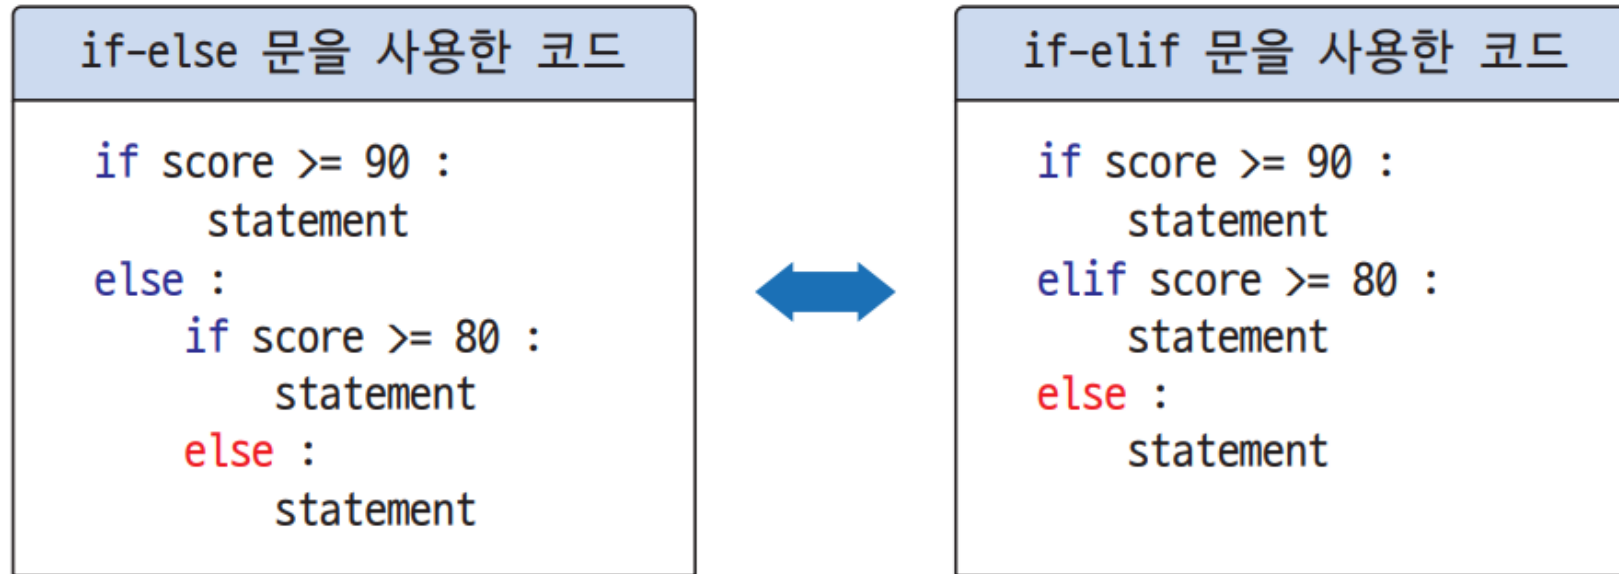 if-else 문을 사용한 코드
if score >= 90 :
statement
else :
if score >= 80 :
statement
else :
statement
if-elif 문을 사용한 코드
if score >= 90 :
statement
elif score >= 80 :
statement
else :
statement